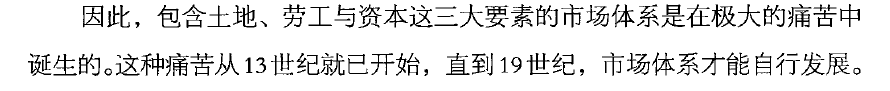 因此，包含土地、劳工与资本这三大要素的市场体系是在极大的痛苦中
诞生的。这种痛苦从13世纪就已开始，直到19世纪，市场体系才能自行发展。